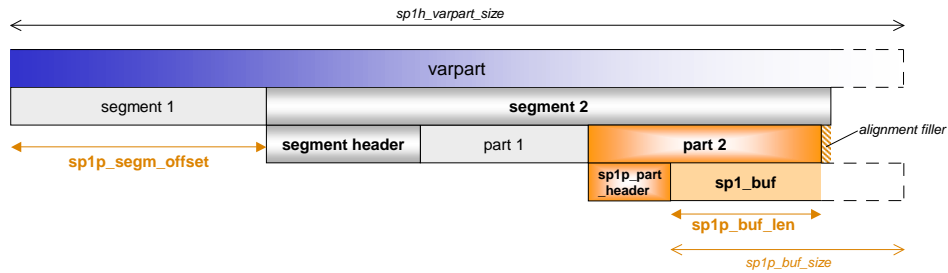 sp1h_varpart_size
varpart
segment 1
segment 2
alignment filler
segment header
part 1
part 2
sp1p_segm_offset
sp1p_part
_header
sp1_buf
sp1p_buf_len
sp1p_buf_size